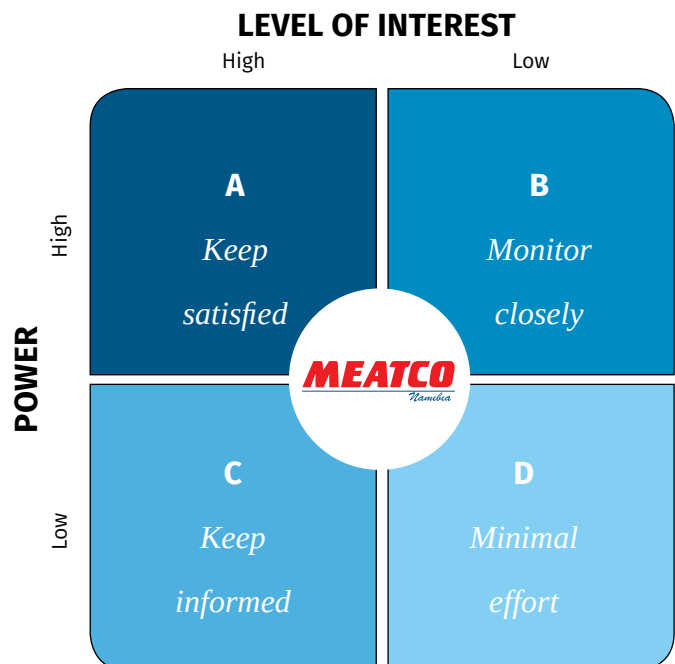 LEVEL OF INTEREST
High
Low
High
A
Keep
satisfied
B
Monitor
closely
POWER
MEATCO
Namibia
Low
C
Keep
informed
D
Minimal
effort